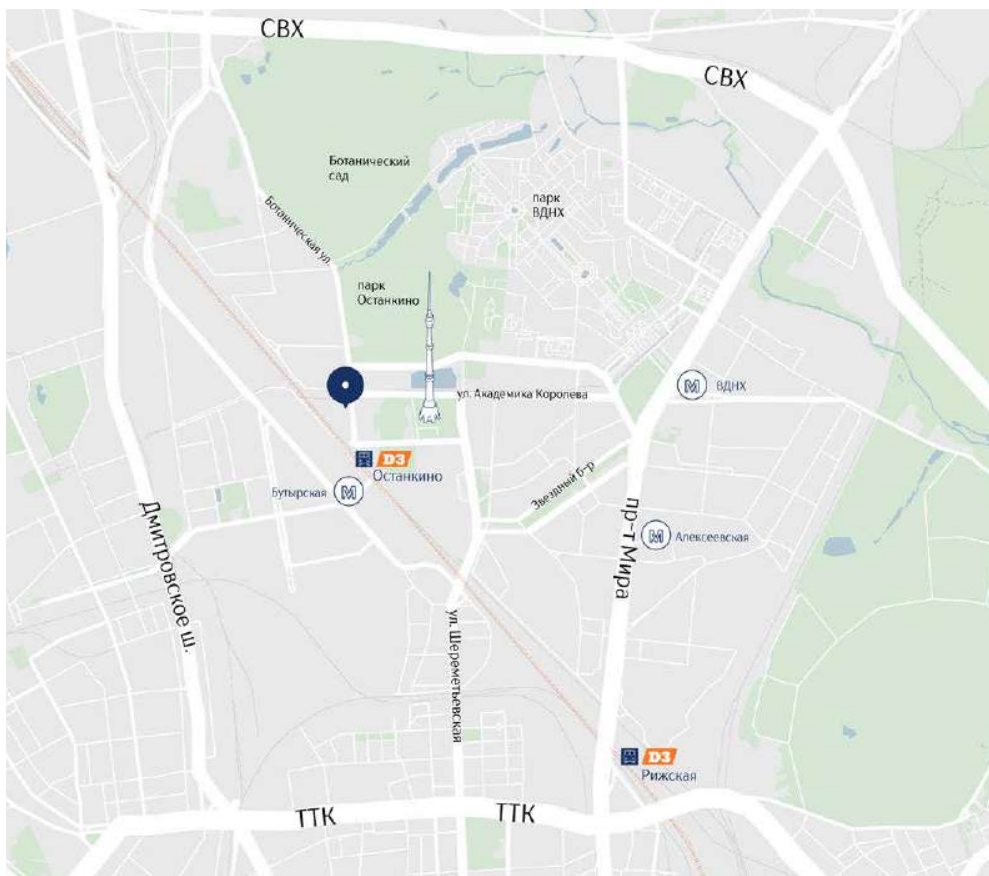 СВХ
СВХ
Ботанический
сад
парк
ВДНХ
Ботаническая ул.
парк
Останкино
М ВДНХ
ул. Академика Королева
D3
Останкино
Бутырская М
Звездный б-р
Дмитровское ш.
пр-т Мира
М Алексеевская
ул. Шереметьевская
D3
Рижская
ТТК
ТТК